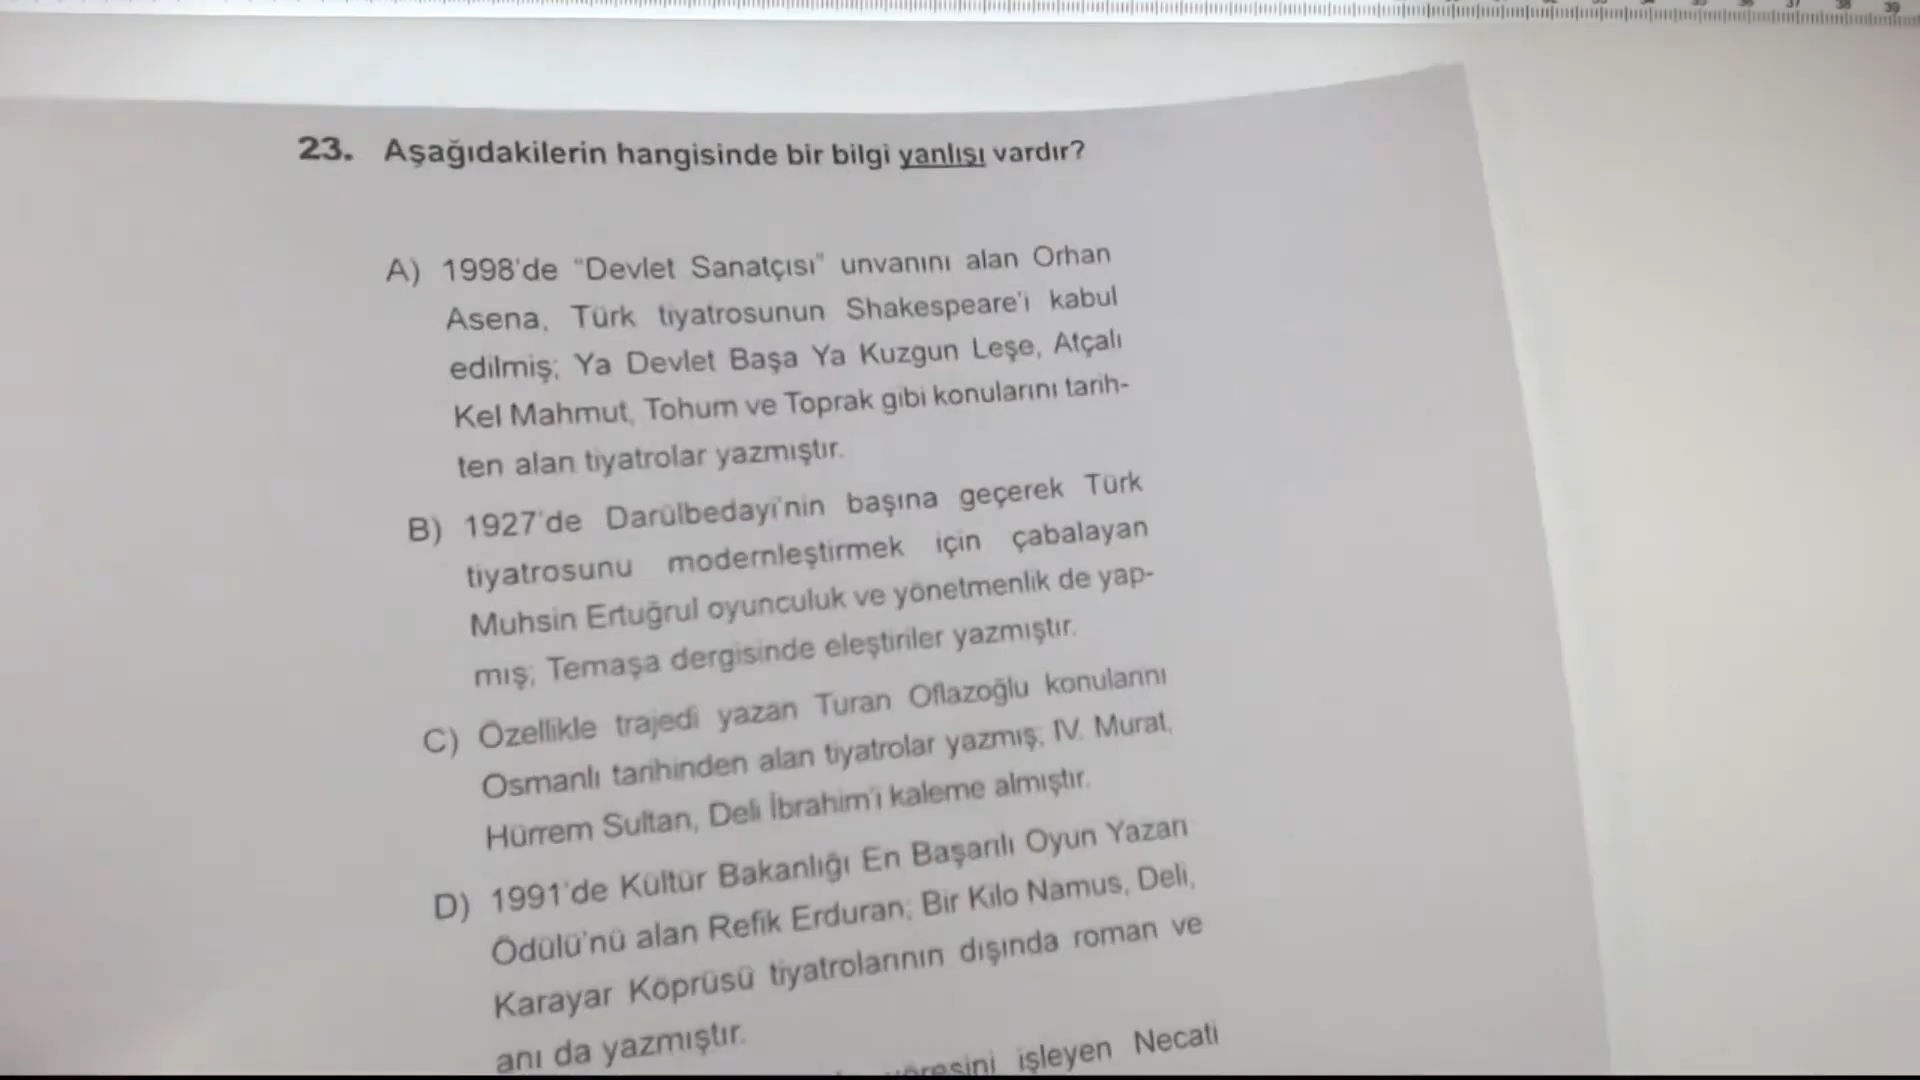 23. Aşağıdakilerin hangisinde bir bilgi yanlışı vardır?
A) 1998'de "Devlet Sanatçısı" unvanını alan Orhan
Asena, Türk tiyatrosunun Shakespeare'i kabul
edilmiş; Ya Devlet Başa Ya Kuzgun Leşe, Atçalı
Kel Mahmut, Tohum ve Toprak gibi konularını tarih-
ten alan tiyatrolar yazmıştır.
B) 1927'de Darülbedayi'nin başına geçerek Türk
tiyatrosunu modernleştirmek için çabalayan
Muhsin Ertuğrul oyunculuk ve yönetmenlik de yap-
mış; Temaşa dergisinde eleştiriler yazmıştır.
C) Özellikle trajedi yazan Turan Oflazoğlu konularını
Osmanlı tarihinden alan tiyatrolar yazmış; IV. Murat,
Hürrem Sultan, Deli İbrahim'i kaleme almıştır.
D) 1991'de Kültür Bakanlığı En Başarılı Oyun Yazarı
Ödülü'nü alan Refik Erduran; Bir Kilo Namus, Deli,
Karayar Köprüsü tiyatrolarının dışında roman ve
anı da yazmıştır.
işleyen Necati